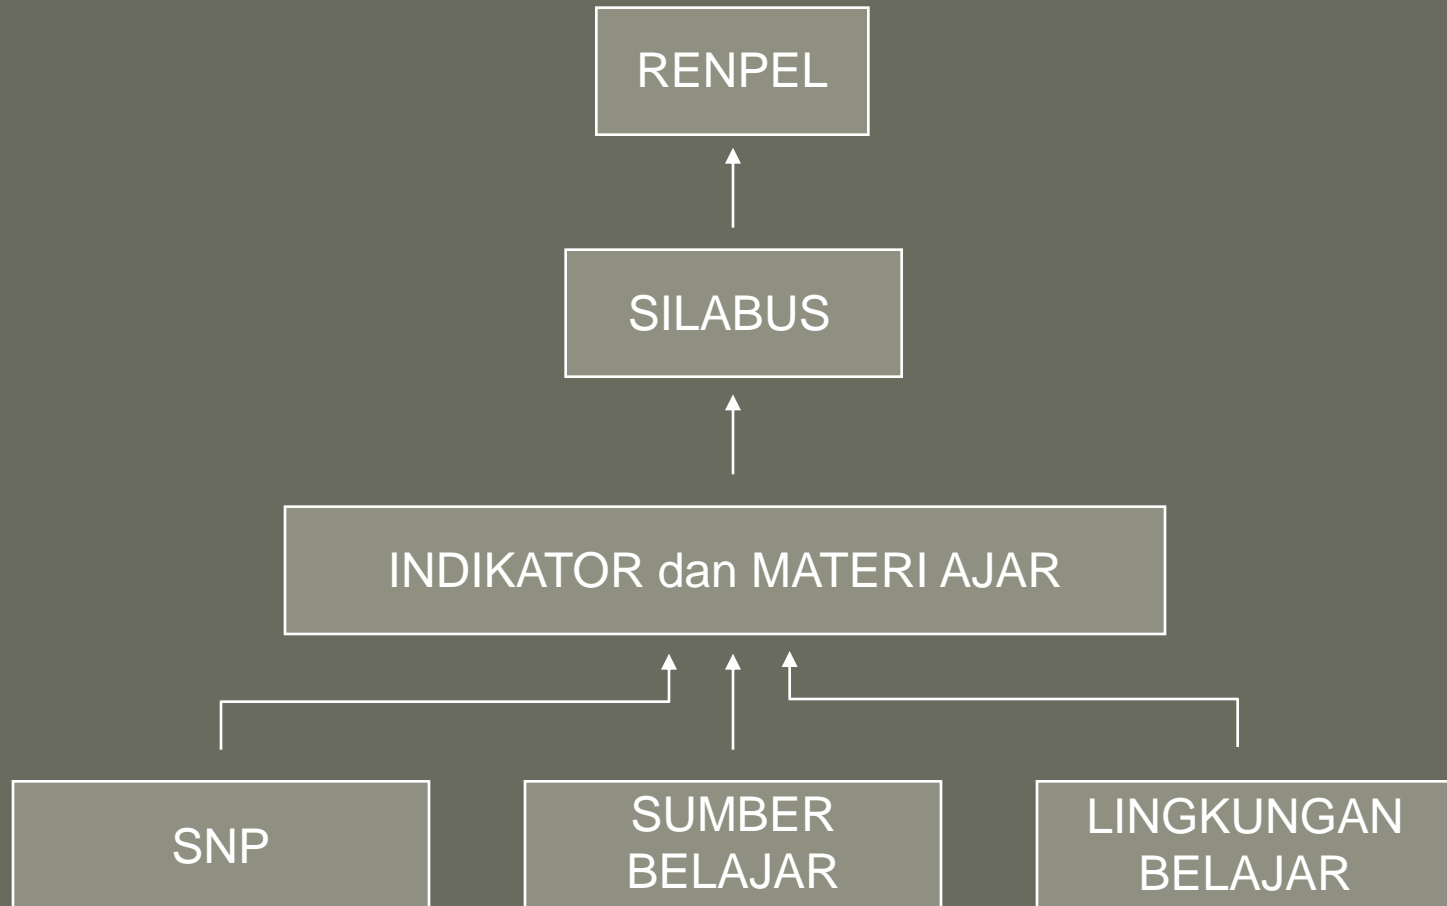 RENPEL
SILABUS
INDIKATOR dan MATERI AJAR
SNP
SUMBER
BELAJAR
LINGKUNGAN
BELAJAR